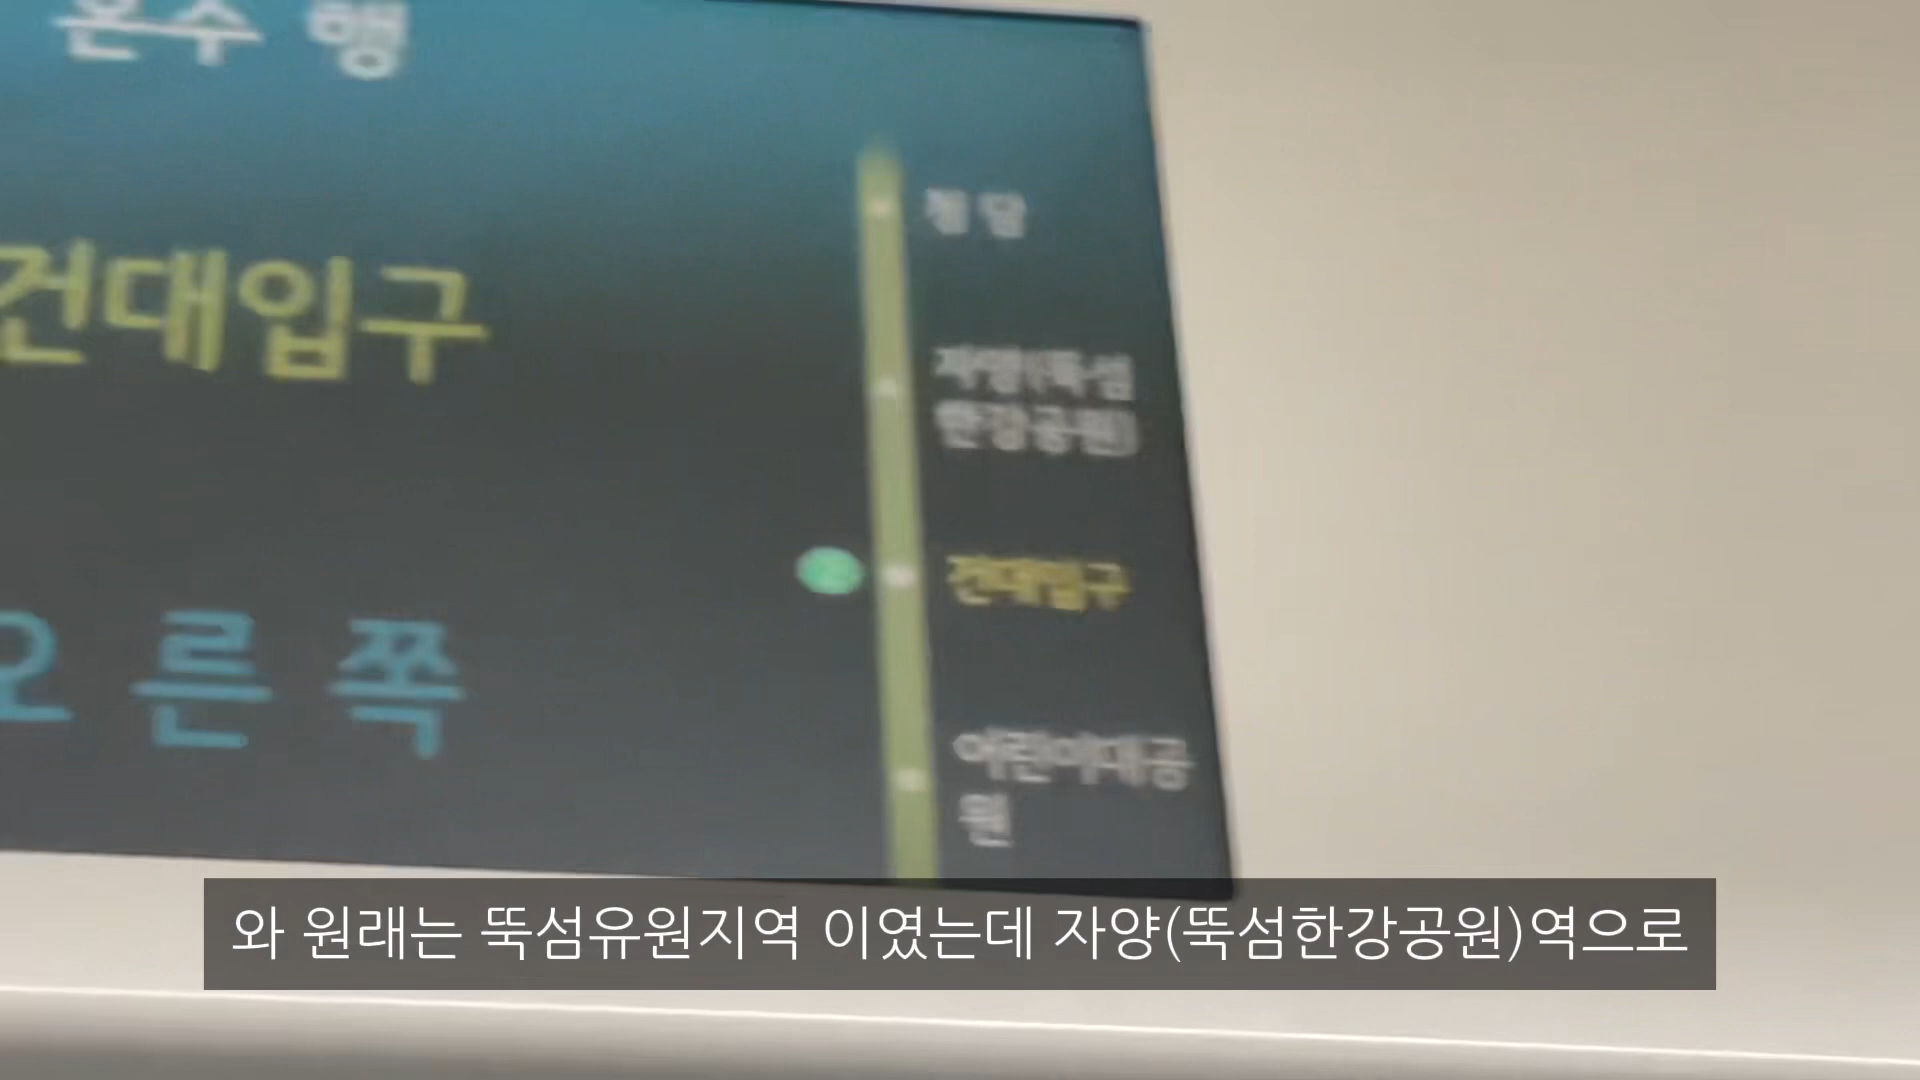 온수 행
건대입구
오른쪽
청담
자양(뚝섬
한강공원)
건대입구
어린이대공
원
와 원래는 뚝섬유원지역 이였는데 자양(뚝섬한강공원)역으로